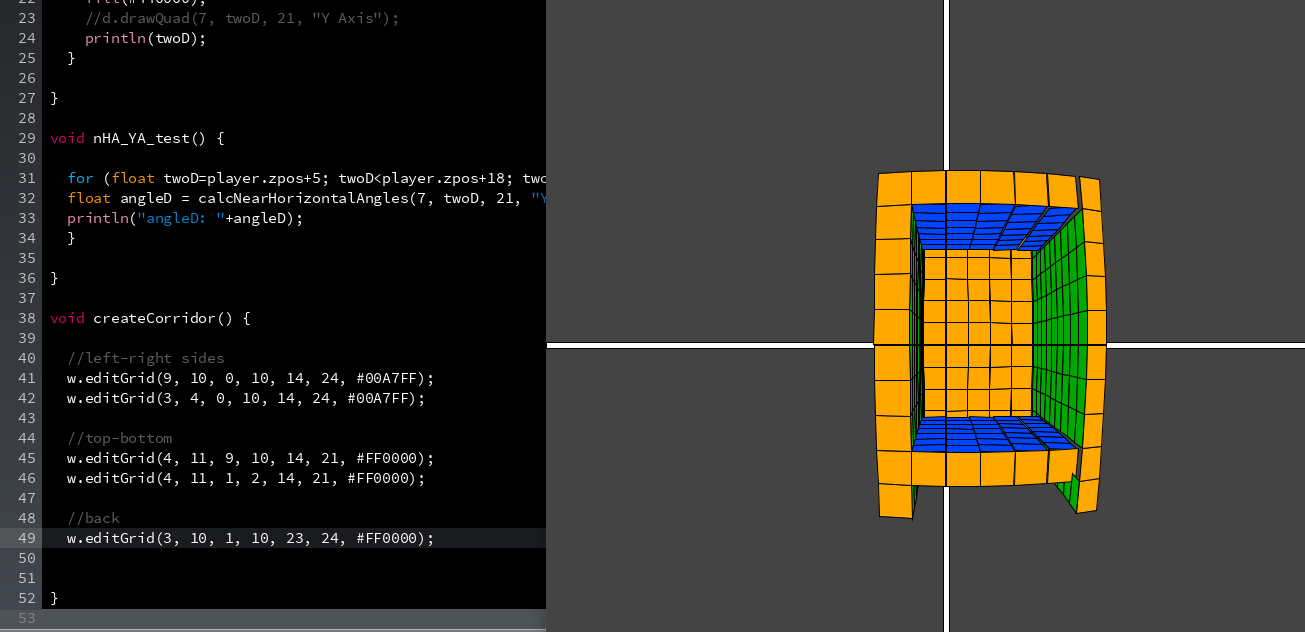 22 fill(#ff0000);
23 //d.drawQuad(7, twoD, 21, "Y Axis");
24 println(twoD);
25 }
26
27 }
28
29 void nHA_YA_test() {
30
31 for (float twoD=player.zpos+5; twoD<player.zpos+18; two
32 float angleD = calcNearHorizontalAngles(7, twoD, 21, "Y
33 println("angleD: "+angleD);
34 }
35
36 }
37
38 void createCorridor() {
39
40 //left-right sides
41 w.editGrid(9, 10, 0, 10, 14, 24, #00A7FF);
42 w.editGrid(3, 4, 0, 10, 14, 24, #00A7FF);
43
44 //top-bottom
45 w.editGrid(4, 11, 9, 10, 14, 21, #FF0000);
46 w.editGrid(4, 11, 1, 2, 14, 21, #FF0000);
47
48 //back
49 w.editGrid(3, 10, 1, 10, 23, 24, #FF0000);
50
51
52 }
53